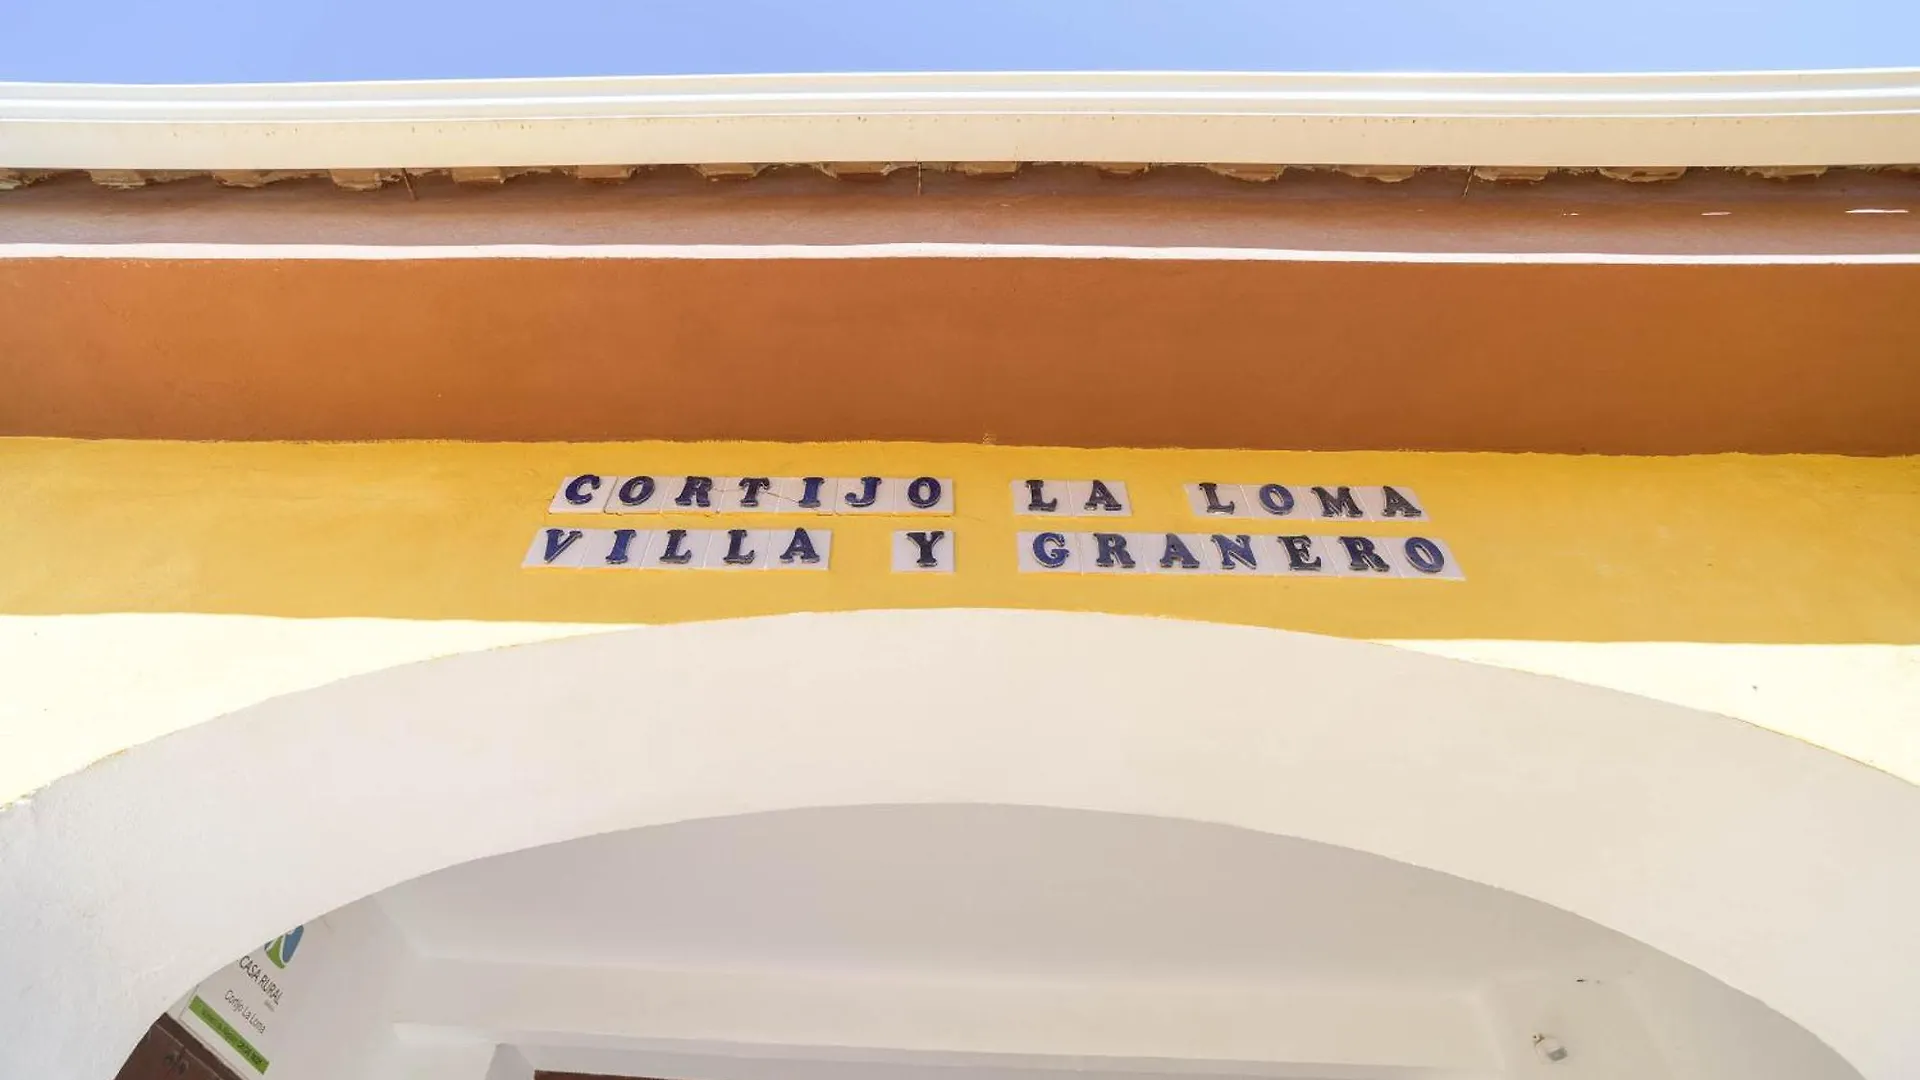 CORTIJO LA LOMA
VILLA Y GRANERO
CASA RURAL
Cortijo La Loma